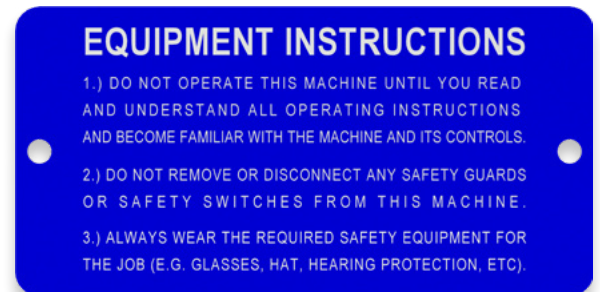 EQUIPMENT INSTRUCTIONS
1.) DO NOT OPERATE THIS MACHINE UNTIL YOU READ
AND UNDERSTAND ALL OPERATING INSTRUCTIONS
AND BECOME FAMILIAR WITH THE MACHINE AND ITS CONTROLS.
2.) DO NOT REMOVE OR DISCONNECT ANY SAFETY GUARDS
OR SAFETY SWITCHES FROM THIS MACHINE.
3.) ALWAYS WEAR THE REQUIRED SAFETY EQUIPMENT FOR
THE JOB (E.G. GLASSES, HAT, HEARING PROTECTION, ETC).